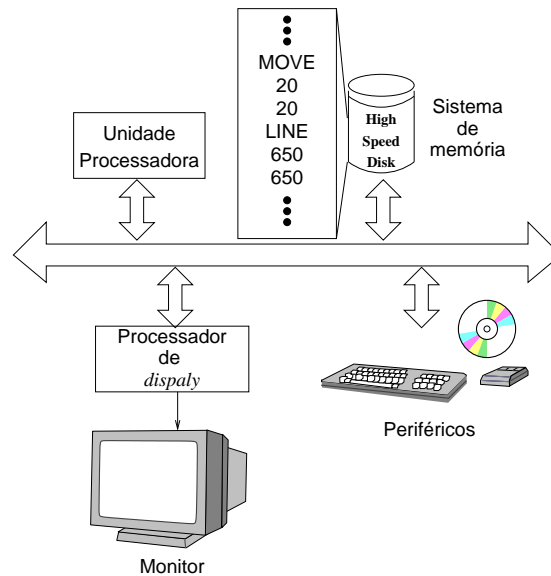 MOVE
20
20
LINE
650
650
High
Speed
Disk
Sistema
de
memória
Unidade
Processadora
Processador
de
dispaly
Periféricos
Monitor